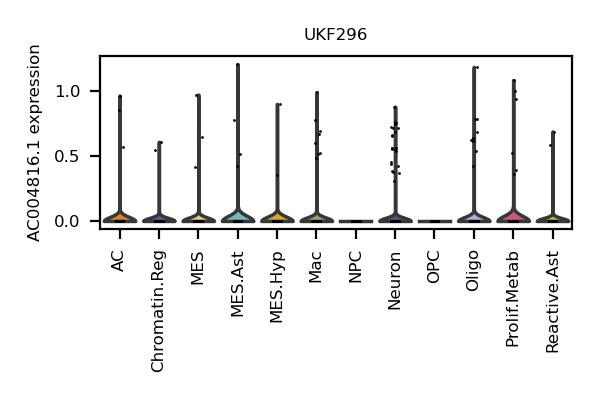 UKF296
AC004816.1 expression
1.0
0.5
0.0
AC
Chromatin.Reg
MES
MES.Ast
MES.Hyp
Mac
NPC
Neuron
OPC
Oligo
Prolif.Metab
Reactive.Ast